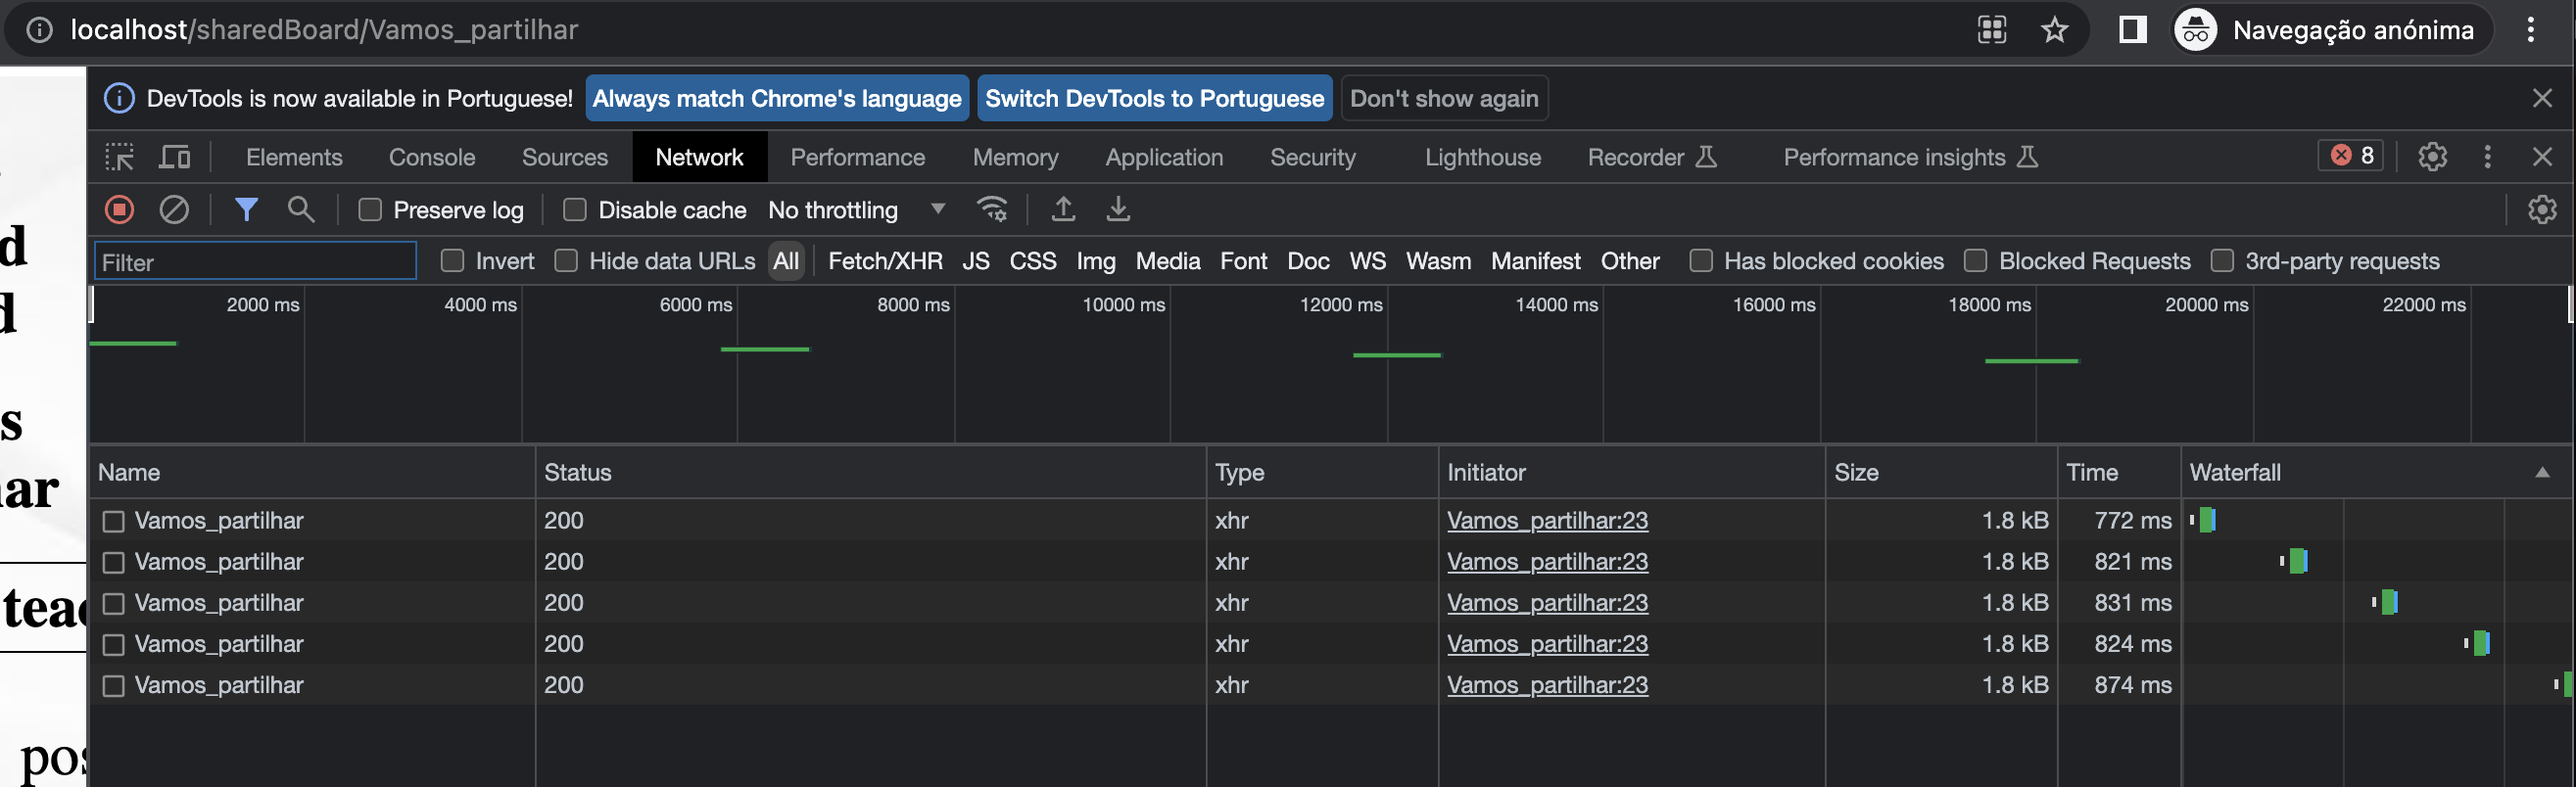 localhost/sharedBoard/Vamos_partilhar Navegação anónima
DevTools is now available in Portuguese! Always match Chrome's language Switch DevTools to Portuguese Don't show again
Elements Console Sources Network Performance Memory Application Security Lighthouse Recorder Performance insights 8
Preserve log Disable cache No throttling
Filter Invert Hide data URLs All Fetch/XHR JS CSS Img Media Font Doc WS Wasm Manifest Other Has blocked cookies Blocked Requests 3rd-party requests
2000 ms 4000 ms 6000 ms 8000 ms 10000 ms 12000 ms 14000 ms 16000 ms 18000 ms 20000 ms 22000 ms
Name Status Type Initiator Size Time Waterfall
Vamos_partilhar 200 xhr Vamos_partilhar:23 1.8 kB 772 ms
Vamos_partilhar 200 xhr Vamos_partilhar:23 1.8 kB 821 ms
Vamos_partilhar 200 xhr Vamos_partilhar:23 1.8 kB 831 ms
Vamos_partilhar 200 xhr Vamos_partilhar:23 1.8 kB 824 ms
Vamos_partilhar 200 xhr Vamos_partilhar:23 1.8 kB 874 ms